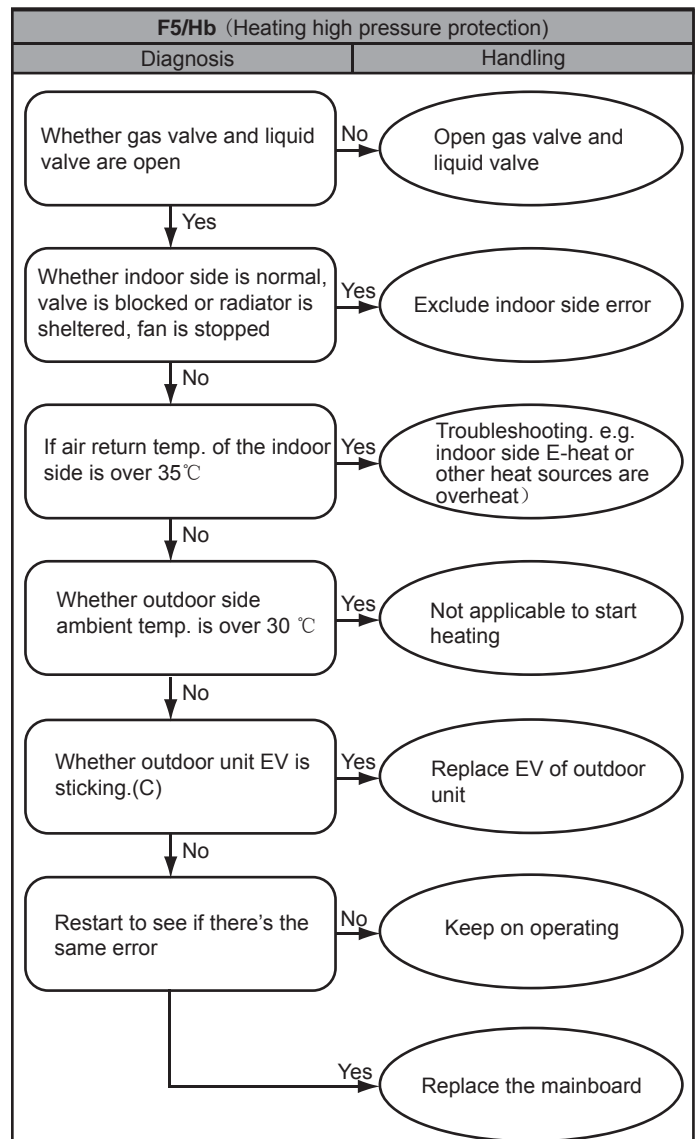 F5/Hb（Heating high pressure protection)
Diagnosis
Handling
Whether gas valve and liquid
valve are open
No
Open gas valve and
liquid valve
Yes
Whether indoor side is normal,
valve is blocked or radiator is
sheltered, fan is stopped
Yes
Exclude indoor side error
No
If air return temp. of the indoor
side is over 35℃
Yes
Troubleshooting. e.g.
indoor side E-heat or
other heat sources are
overheat）
No
Whether outdoor side
ambient temp. is over 30 ℃
Yes
Not applicable to start
heating
No
Whether outdoor unit EV is
sticking.(C)
Yes
Replace EV of outdoor
unit
No
Restart to see if there's the
same error
No
Keep on operating
Yes
Replace the mainboard